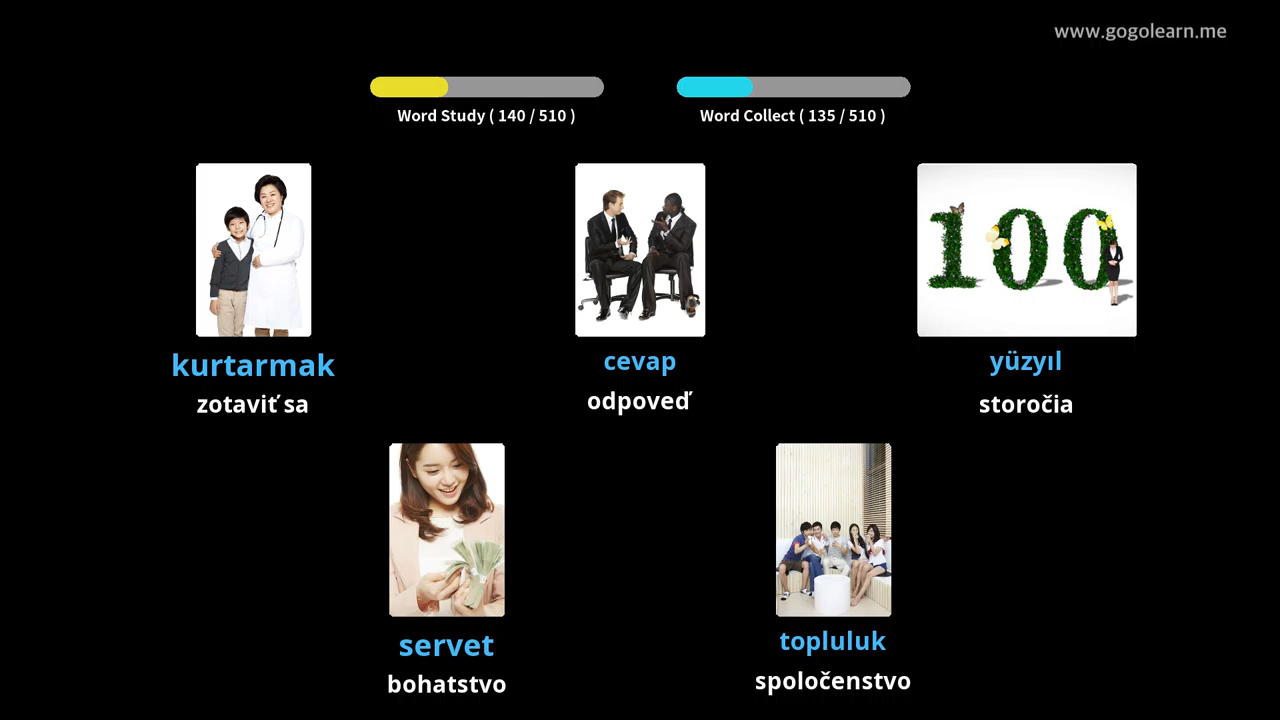 www.gogolearn.me
Word Study ( 140 / 510 )
Word Collect ( 135 / 510 )
kurtarmak
zotaviť sa
cevap
odpoveď
100
yüzyıl
storočia
servet
bohatstvo
topluluk
spoločenstvo